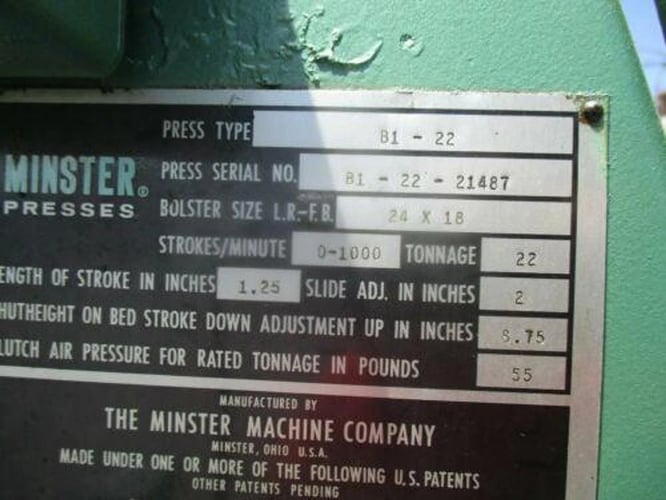 PRESS TYPE B1 - 22
MINSTER®
PRESSES
PRESS SERIAL NO. B1 - 22 - 21487
BOLSTER SIZE L.R.-F.B. 24 X 18
STROKES/MINUTE 0-1000 TONNAGE 22
ENGTH OF STROKE IN INCHES 1.25 SLIDE ADJ. IN INCHES 2
HUTHEIGHT ON BED STROKE DOWN ADJUSTMENT UP IN INCHES 8.75
LUTCH AIR PRESSURE FOR RATED TONNAGE IN POUNDS 55
MANUFACTURED BY
THE MINSTER MACHINE COMPANY
MINSTER, OHIO U.S.A.
MADE UNDER ONE OR MORE OF THE FOLLOWING U.S. PATENTS
OTHER PATENTS PENDING